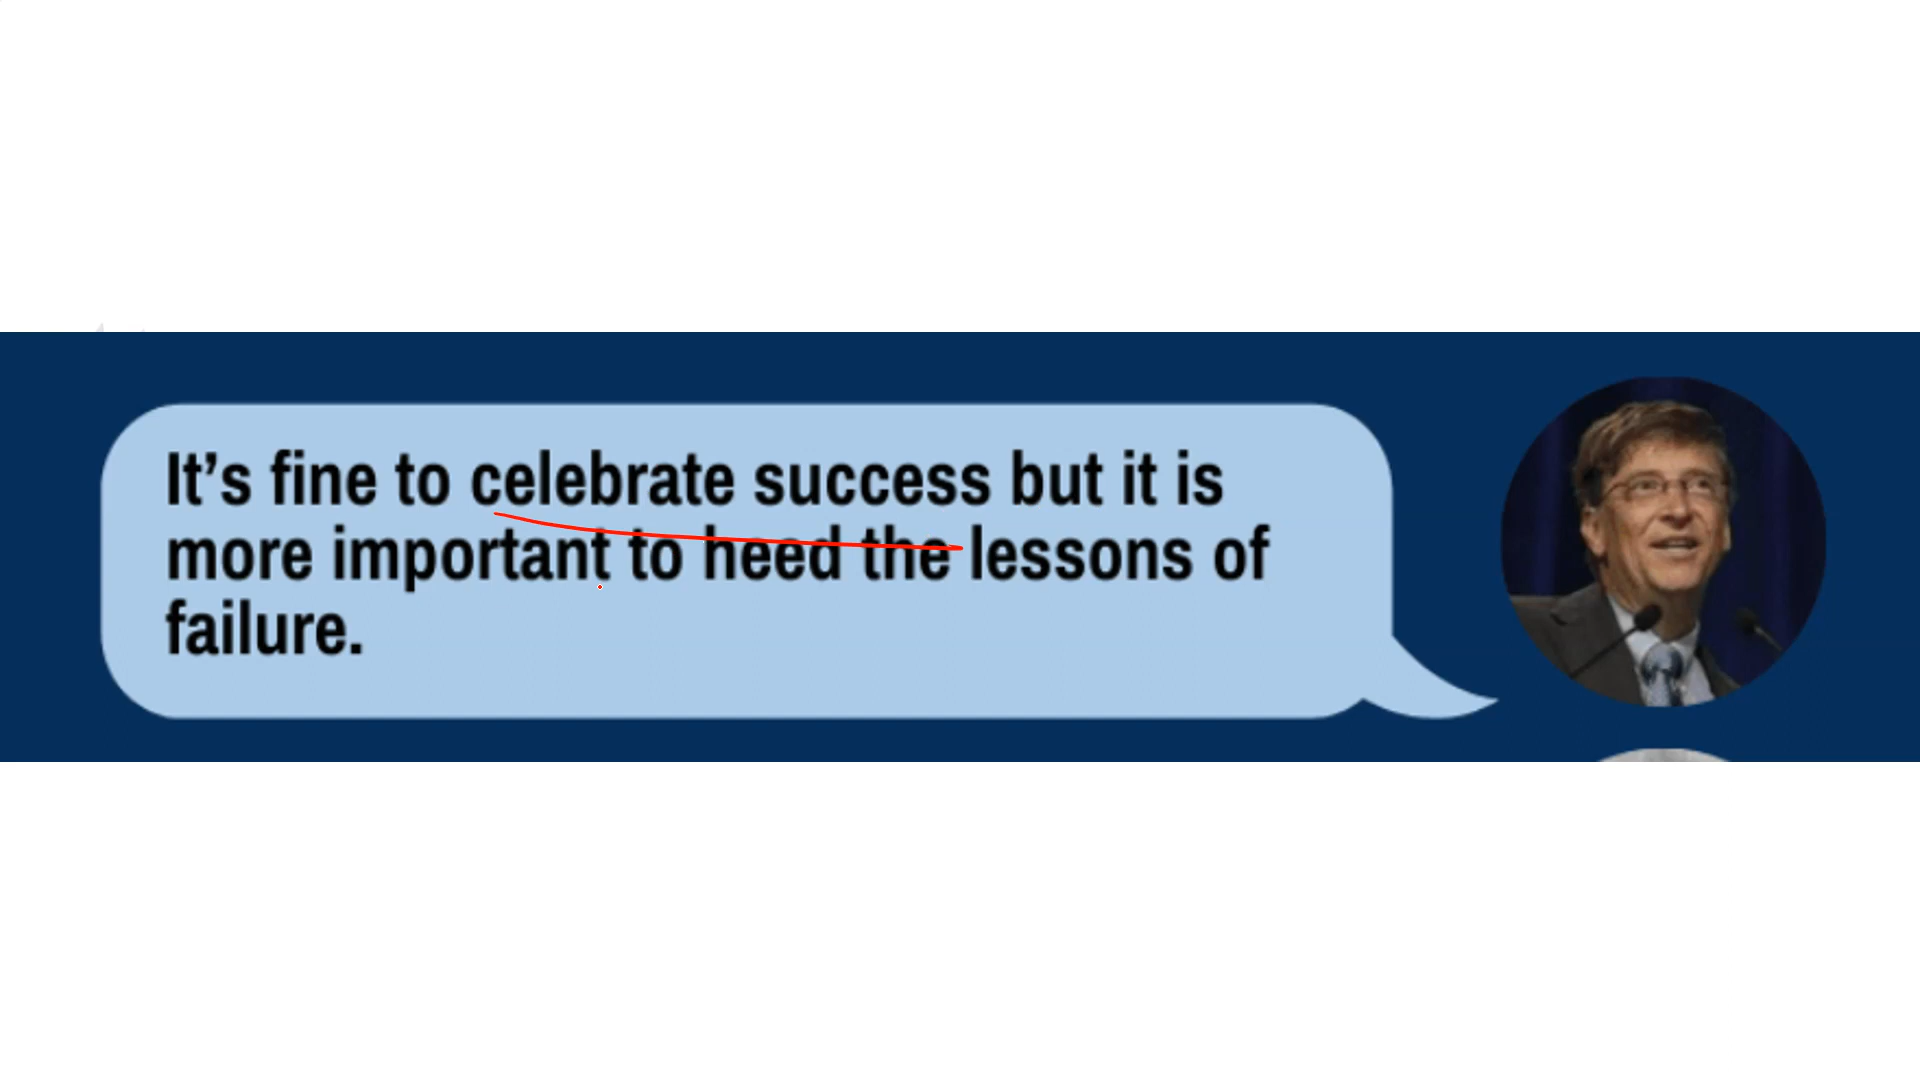 It’s fine to celebrate success but it is
more important to heed the lessons of
failure.